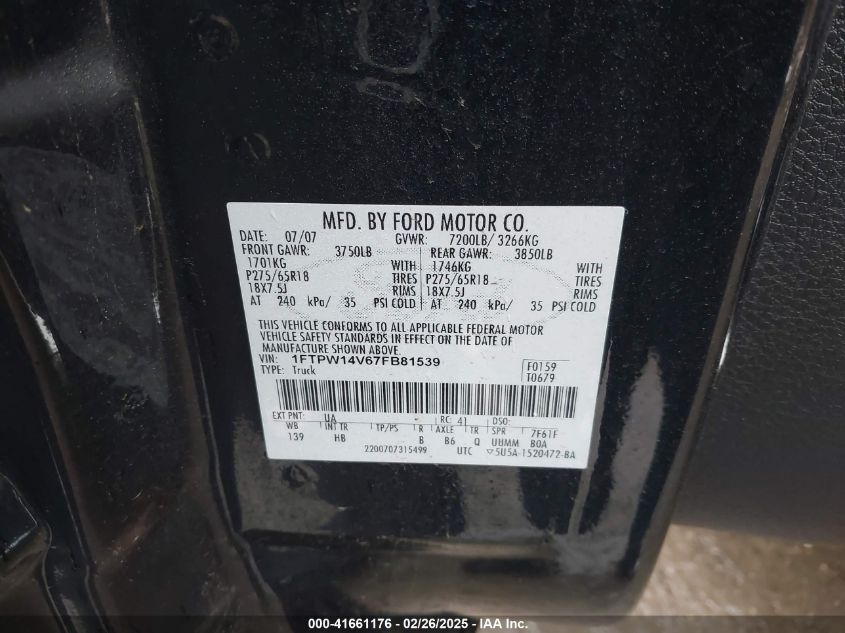 MFD. BY FORD MOTOR CO.
DATE: 07/07 GVWR: 7200LB/ 3266KG
FRONT GAWR: 3750LB REAR GAWR: 3850LB
1701KG WITH 1746KG WITH
P275/65R18 TIRES P275/65R18 TIRES
18X7.5J RIMS 18X7.5J RIMS
AT 240 kPa/ 35 PSI COLD AT 240 kPa/ 35 PSI COLD
THIS VEHICLE CONFORMS TO ALL APPLICABLE FEDERAL MOTOR
VEHICLE SAFETY STANDARDS IN EFFECT ON THE DATE OF
MANUFACTURE SHOWN ABOVE.
VIN: 1FTPW14V67FB81539 F0159
TYPE: Truck T0679
EXT PNT: UA RC: 41 DSO:
WB INT TR TP/PS R AXLE TR SPR 7F61F
139 HB B B6 Q UUMM BOA
2200707315499 UTC ▽5U5A-1520472-BA
000-41661176 - 02/26/2025 - IAA Inc.